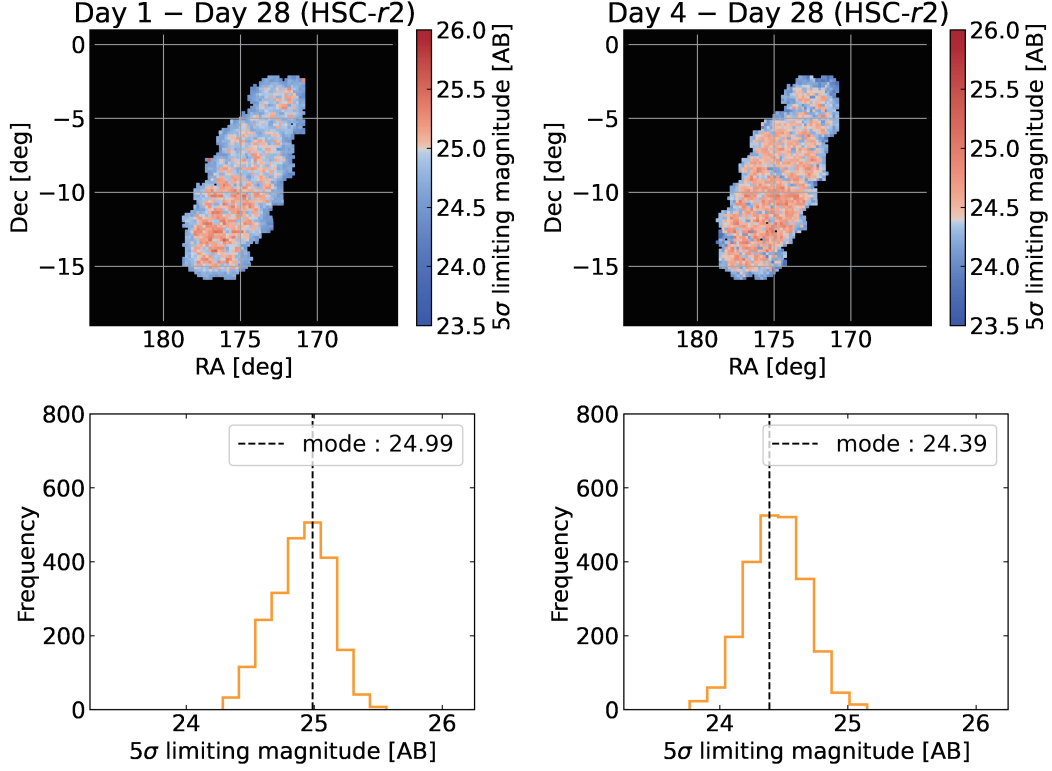 Day 1 − Day 28 (HSC-r2)
0
−5
−10
−15
Dec [deg]
180 175 170
RA [deg]
26.0
25.5
25.0
24.5
24.0
23.5
5σ limiting magnitude [AB]
Day 4 − Day 28 (HSC-r2)
0
−5
−10
−15
Dec [deg]
180 175 170
RA [deg]
26.0
25.5
25.0
24.5
24.0
23.5
5σ limiting magnitude [AB]
800
600
400
200
0
Frequency
mode : 24.99
24 25 26
5σ limiting magnitude [AB]
800
600
400
200
0
Frequency
mode : 24.39
24 25 26
5σ limiting magnitude [AB]